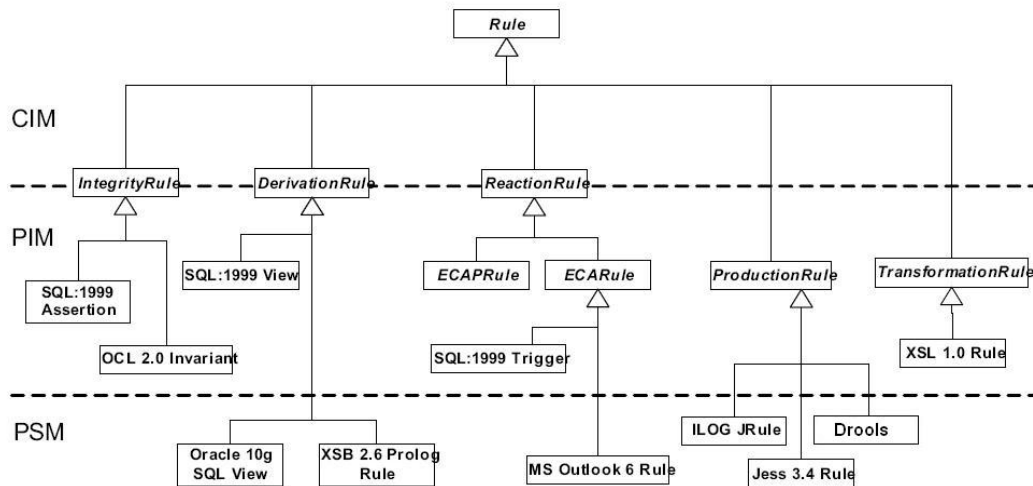 Rule
CIM
IntegrityRule
DerivationRule
ReactionRule
PIM
SQL:1999 View
ECAPRule
ECARule
ProductionRule
TransformationRule
SQL:1999
Assertion
OCL 2.0 Invariant
SQL:1999 Trigger
XSL 1.0 Rule
PSM
Oracle 10g
SQL View
XSB 2.6 Prolog
Rule
MS Outlook 6 Rule
ILOG JRule
Jess 3.4 Rule
Drools